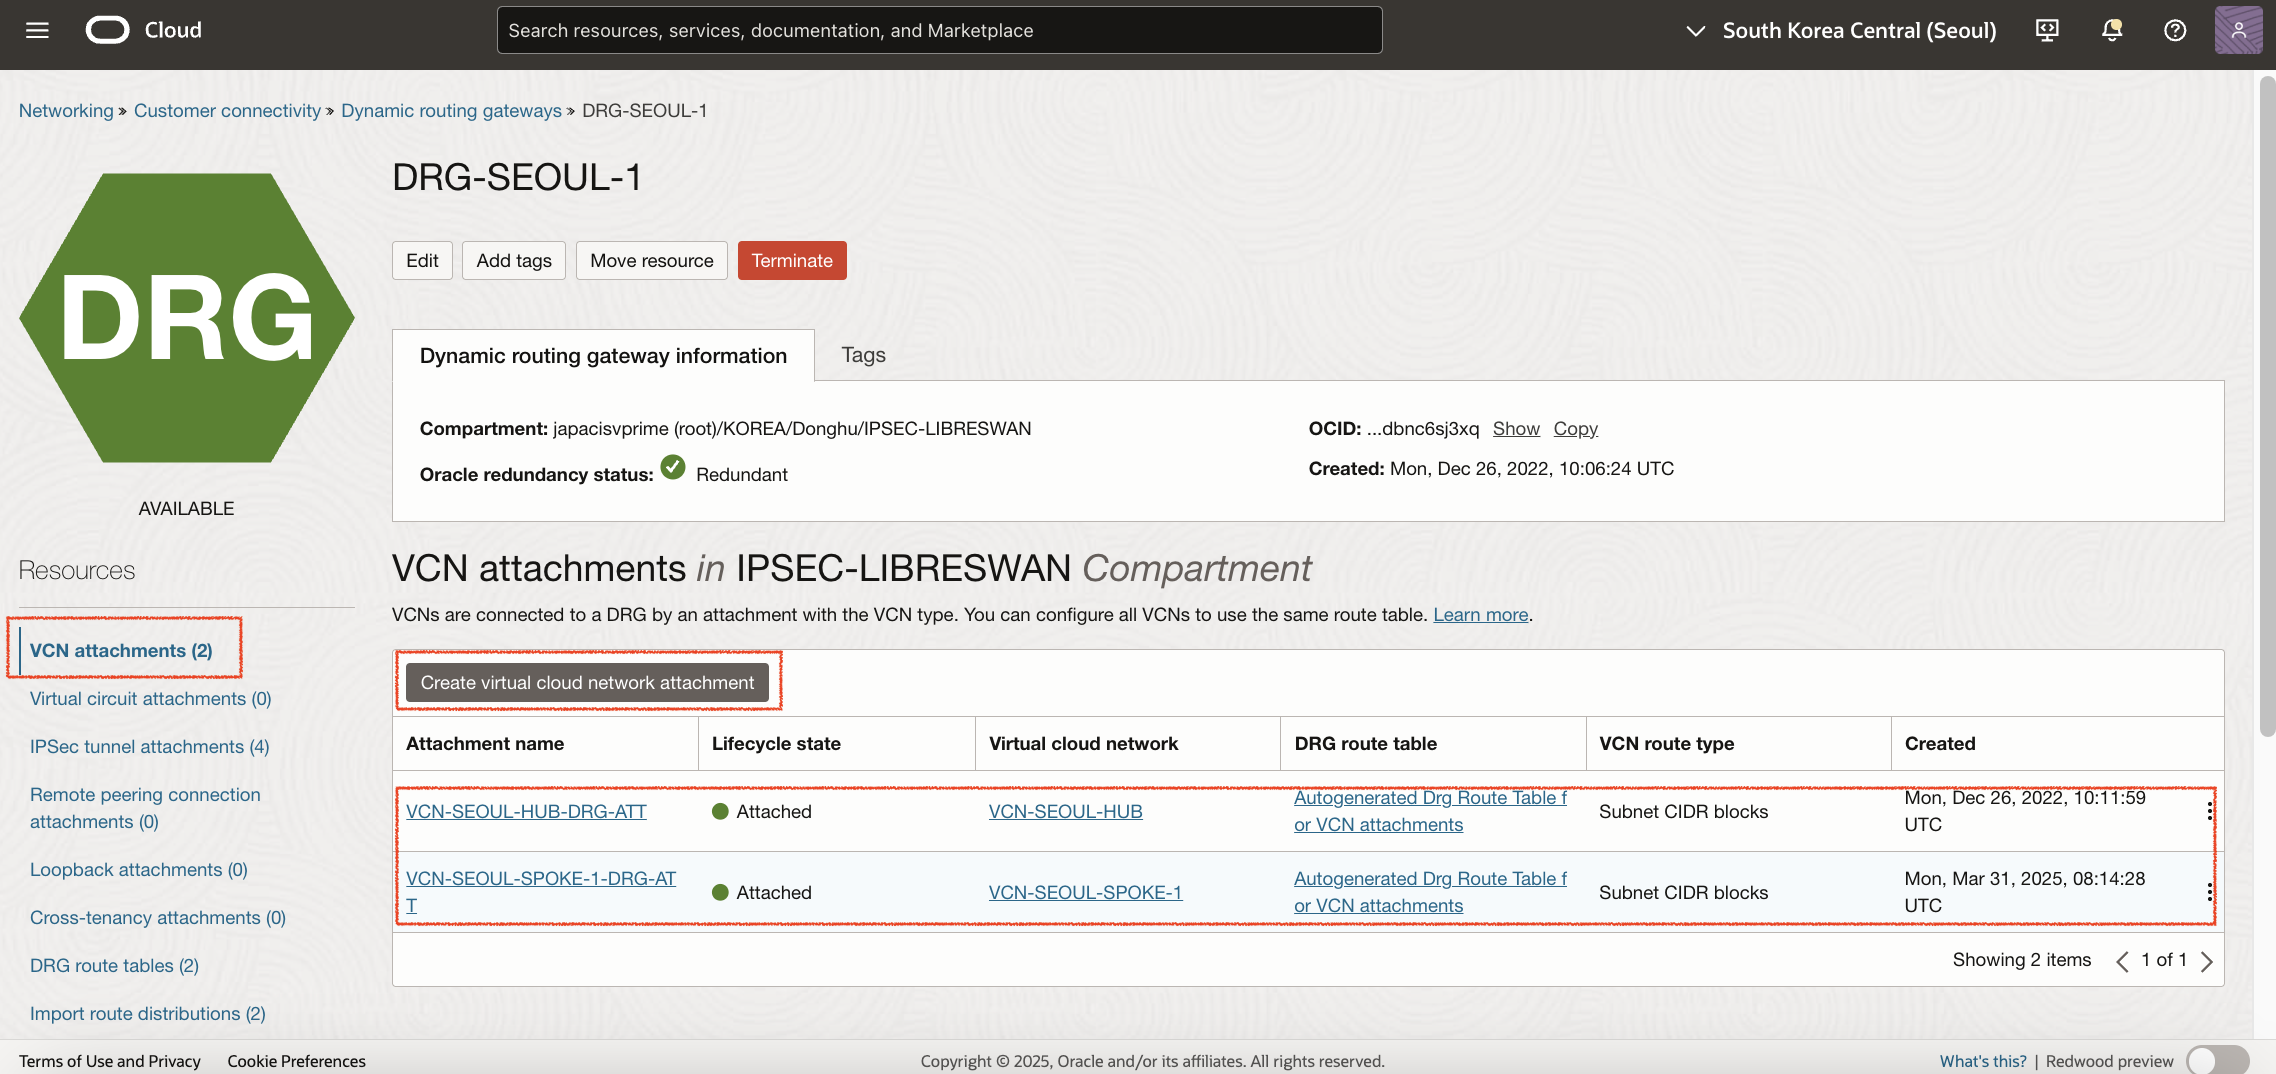 Cloud
Search resources, services, documentation, and Marketplace
South Korea Central (Seoul)
Networking » Customer connectivity » Dynamic routing gateways » DRG-SEOUL-1
DRG
AVAILABLE
DRG-SEOUL-1
Edit
Add tags
Move resource
Terminate
Dynamic routing gateway information
Tags
Compartment: japacisvprime (root)/KOREA/Donghu/IPSEC-LIBRESWAN
Oracle redundancy status: Redundant
OCID: ...dbnc6sj3xq Show Copy
Created: Mon, Dec 26, 2022, 10:06:24 UTC
Resources
VCN attachments (2)
Virtual circuit attachments (0)
IPSec tunnel attachments (4)
Remote peering connection
attachments (0)
Loopback attachments (0)
Cross-tenancy attachments (0)
DRG route tables (2)
Import route distributions (2)
VCN attachments in IPSEC-LIBRESWAN Compartment
VCNs are connected to a DRG by an attachment with the VCN type. You can configure all VCNs to use the same route table. Learn more.
Create virtual cloud network attachment
Attachment name
Lifecycle state
Virtual cloud network
DRG route table
VCN route type
Created
VCN-SEOUL-HUB-DRG-ATT
Attached
VCN-SEOUL-HUB
Autogenerated Drg Route Table f
or VCN attachments
Subnet CIDR blocks
Mon, Dec 26, 2022, 10:11:59
UTC
VCN-SEOUL-SPOKE-1-DRG-AT
T
Attached
VCN-SEOUL-SPOKE-1
Autogenerated Drg Route Table f
or VCN attachments
Subnet CIDR blocks
Mon, Mar 31, 2025, 08:14:28
UTC
Showing 2 items
1 of 1
Terms of Use and Privacy
Cookie Preferences
Copyright © 2025, Oracle and/or its affiliates. All rights reserved.
What's this? | Redwood preview